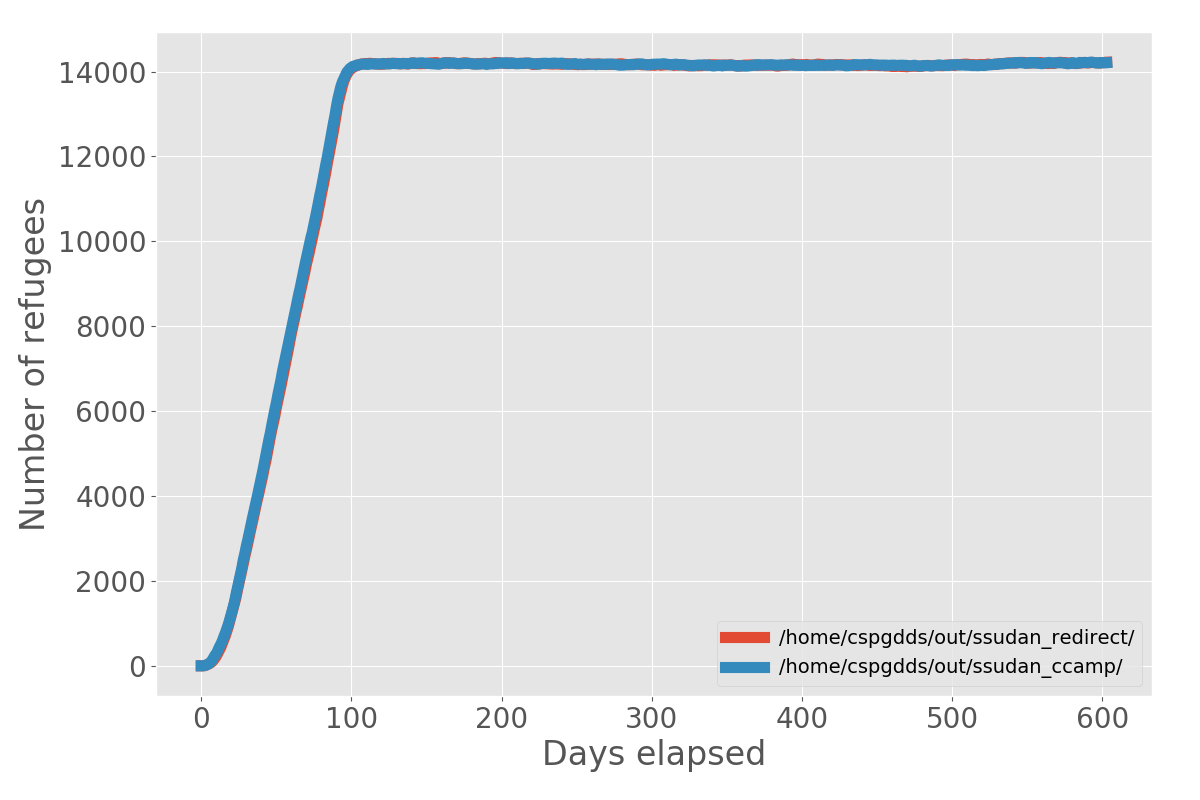 14000
12000
10000
8000
6000
4000
2000
0
Number of refugees
0 100 200 300 400 500 600
Days elapsed
/home/cspgdds/out/ssudan_redirect/
/home/cspgdds/out/ssudan_ccamp/